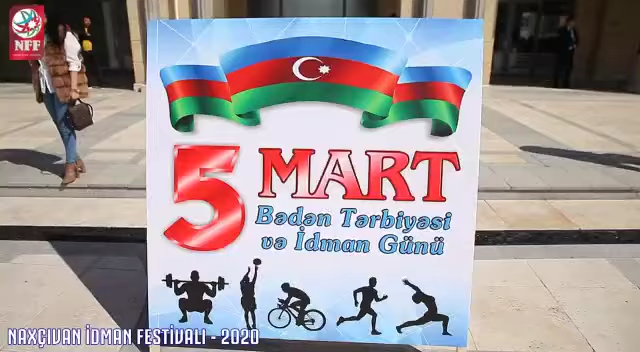 NFF
5 MART
Bədən Tərbiyəsi
və İdman Günü
NAXÇIVAN İDMAN FESTİVALI - 2020